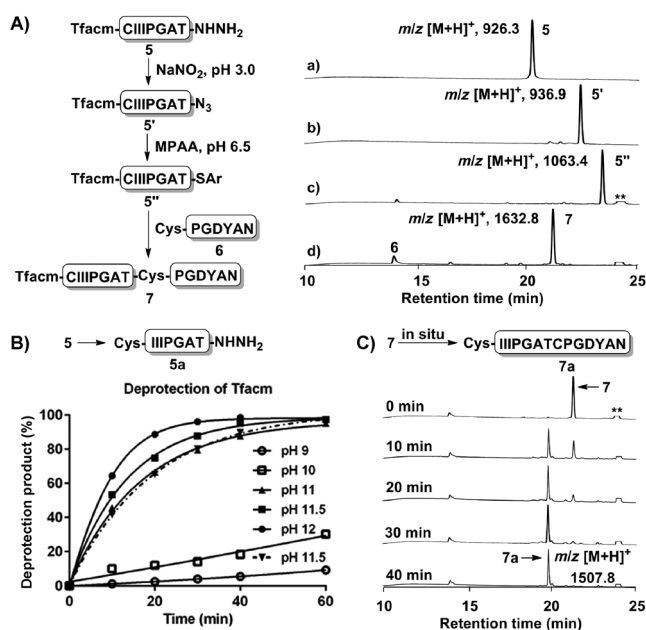 A)
Tfacm-CIIIPGAT-NHNH₂
5
NaNO₂, pH 3.0
Tfacm-CIIIPGAT-N₃
5'
MPAA, pH 6.5
Tfacm-CIIIPGAT-SAr
5''
Cys-PGDYAN
6
Tfacm-CIIIPGAT-Cys-PGDYAN
7
m/z [M+H]⁺, 926.3 5
a)
m/z [M+H]⁺, 936.9 5'
b)
m/z [M+H]⁺, 1063.4 5''
c) **
m/z [M+H]⁺, 1632.8 7
d) 6
10 15 20 25
Retention time (min)
B)
5 → Cys-IIIPGAT-NHNH₂
5a
Deprotection of Tfacm
Deprotection product (%)
100
80
60
40
20
0
pH 9
pH 10
pH 11
pH 11.5
pH 12
pH 11.5
0 20 40 60
Time (min)
C)
7 in situ → Cys-IIIPGATCPGDYAN
7a
0 min ← 7 **
10 min
20 min
30 min
40 min 7a → m/z [M+H]⁺
1507.8
10 15 20 25
Retention time (min)